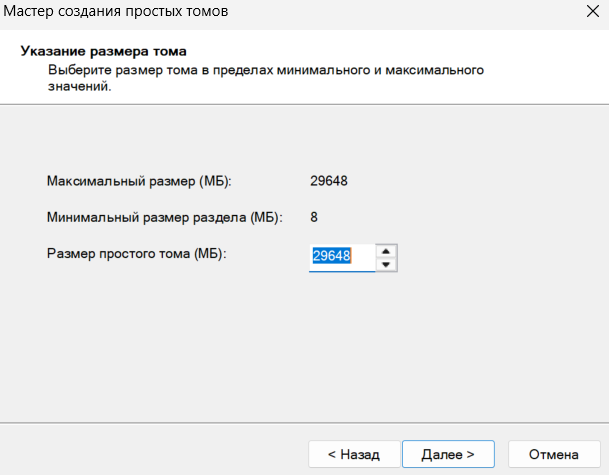 Мастер создания простых томов
Указание размера тома
Выберите размер тома в пределах минимального и максимального
значений.
Максимальный размер (МБ): 29648
Минимальный размер раздела (МБ): 8
Размер простого тома (МБ): 29648
< Назад Далее > Отмена